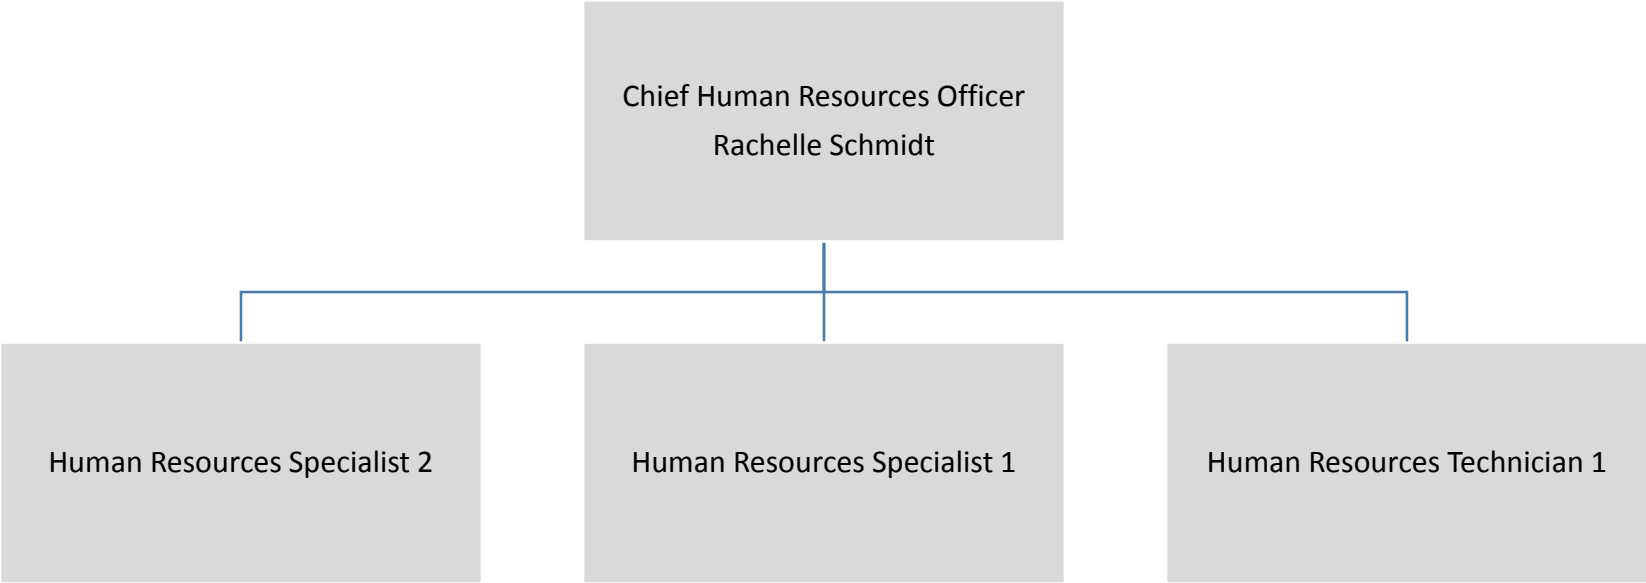 Chief Human Resources Officer
Rachelle Schmidt
Human Resources Specialist 2
Human Resources Specialist 1
Human Resources Technician 1